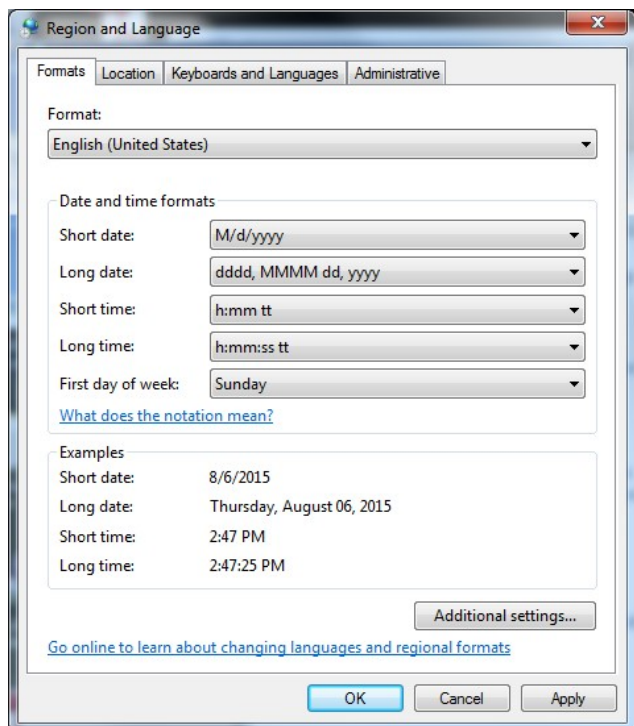 Region and Language
Formats Location Keyboards and Languages Administrative
Format:
English (United States)
Date and time formats
Short date: M/d/yyyy
Long date: dddd, MMMM dd, yyyy
Short time: h:mm tt
Long time: h:mm:ss tt
First day of week: Sunday
What does the notation mean?
Examples
Short date: 8/6/2015
Long date: Thursday, August 06, 2015
Short time: 2:47 PM
Long time: 2:47:25 PM
Additional settings...
Go online to learn about changing languages and regional formats
OK Cancel Apply